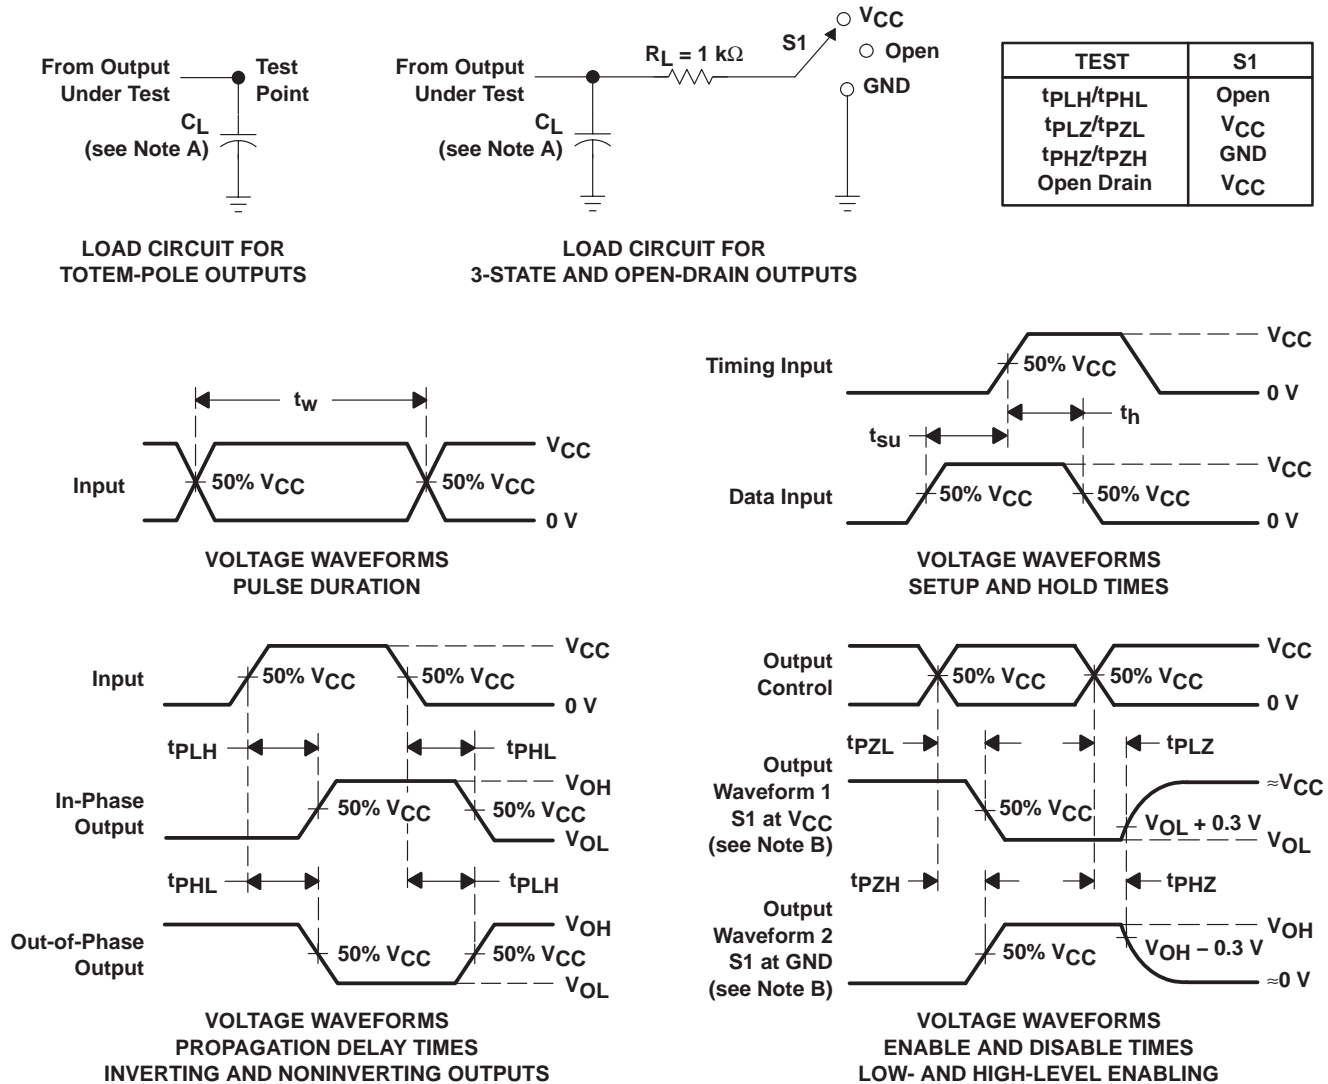 From Output
Under Test
Test
Point
CL
(see Note A)
LOAD CIRCUIT FOR
TOTEM-POLE OUTPUTS
From Output
Under Test
RL = 1 kΩ
S1
VCC
Open
GND
CL
(see Note A)
LOAD CIRCUIT FOR
3-STATE AND OPEN-DRAIN OUTPUTS
TEST S1
tPLH/tPHL Open
tPLZ/tPZL VCC
tPHZ/tPZH GND
Open Drain VCC
tw
Input
50% VCC
50% VCC
VCC
0 V
VOLTAGE WAVEFORMS
PULSE DURATION
Timing Input
50% VCC
VCC
0 V
tsu
th
Data Input
50% VCC
50% VCC
VCC
0 V
VOLTAGE WAVEFORMS
SETUP AND HOLD TIMES
Input
50% VCC
50% VCC
VCC
0 V
tPLH
tPHL
In-Phase
Output
50% VCC
50% VCC
VOH
VOL
tPHL
tPLH
Out-of-Phase
Output
50% VCC
50% VCC
VOH
VOL
VOLTAGE WAVEFORMS
PROPAGATION DELAY TIMES
INVERTING AND NONINVERTING OUTPUTS
Output
Control
50% VCC
50% VCC
VCC
0 V
tPZL
tPLZ
Output
Waveform 1
S1 at VCC
(see Note B)
50% VCC
VOL + 0.3 V
≈VCC
VOL
tPZH
tPHZ
Output
Waveform 2
S1 at GND
(see Note B)
50% VCC
VOH − 0.3 V
VOH
≈0 V
VOLTAGE WAVEFORMS
ENABLE AND DISABLE TIMES
LOW- AND HIGH-LEVEL ENABLING